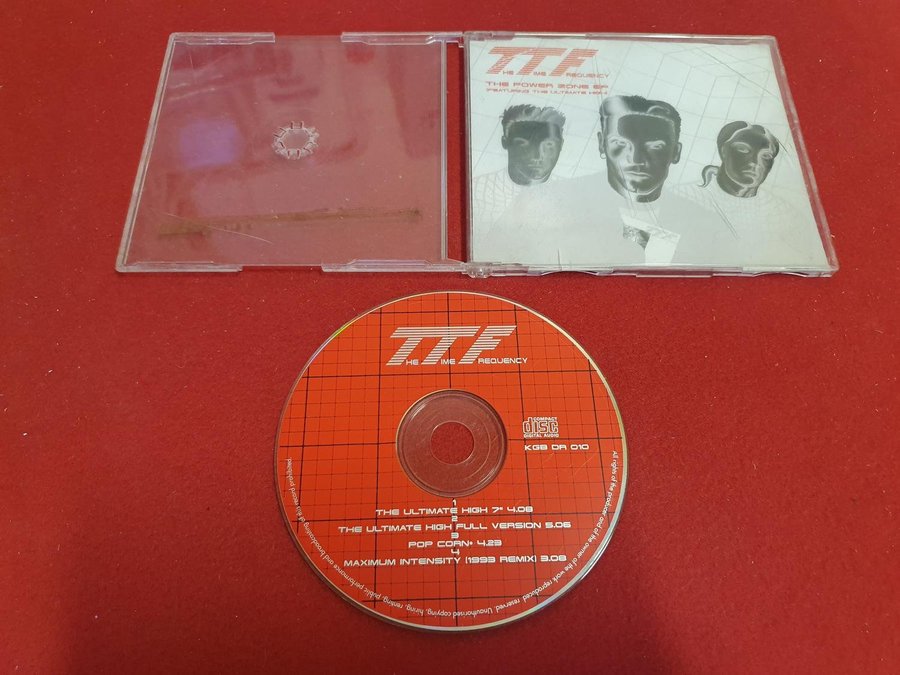 TTF
THE TIME FREQUENCY
THE POWER ZONE EP
(FEATURING THE ULTIMATE HIGH)
TTF
THE TIME FREQUENCY
COMPACT
disc
DIGITAL AUDIO
KGB DR 010
1
THE ULTIMATE HIGH 7" 4.08
2
THE ULTIMATE HIGH FULL VERSION 5.06
3
POP CORN* 4.23
4
MAXIMUM INTENSITY (1993 REMIX) 3.08
All rights of the producer and of the owner of the work reproduced reserved. Unauthorised copying, hiring, renting, public performance and broadcasting of this record prohibited.